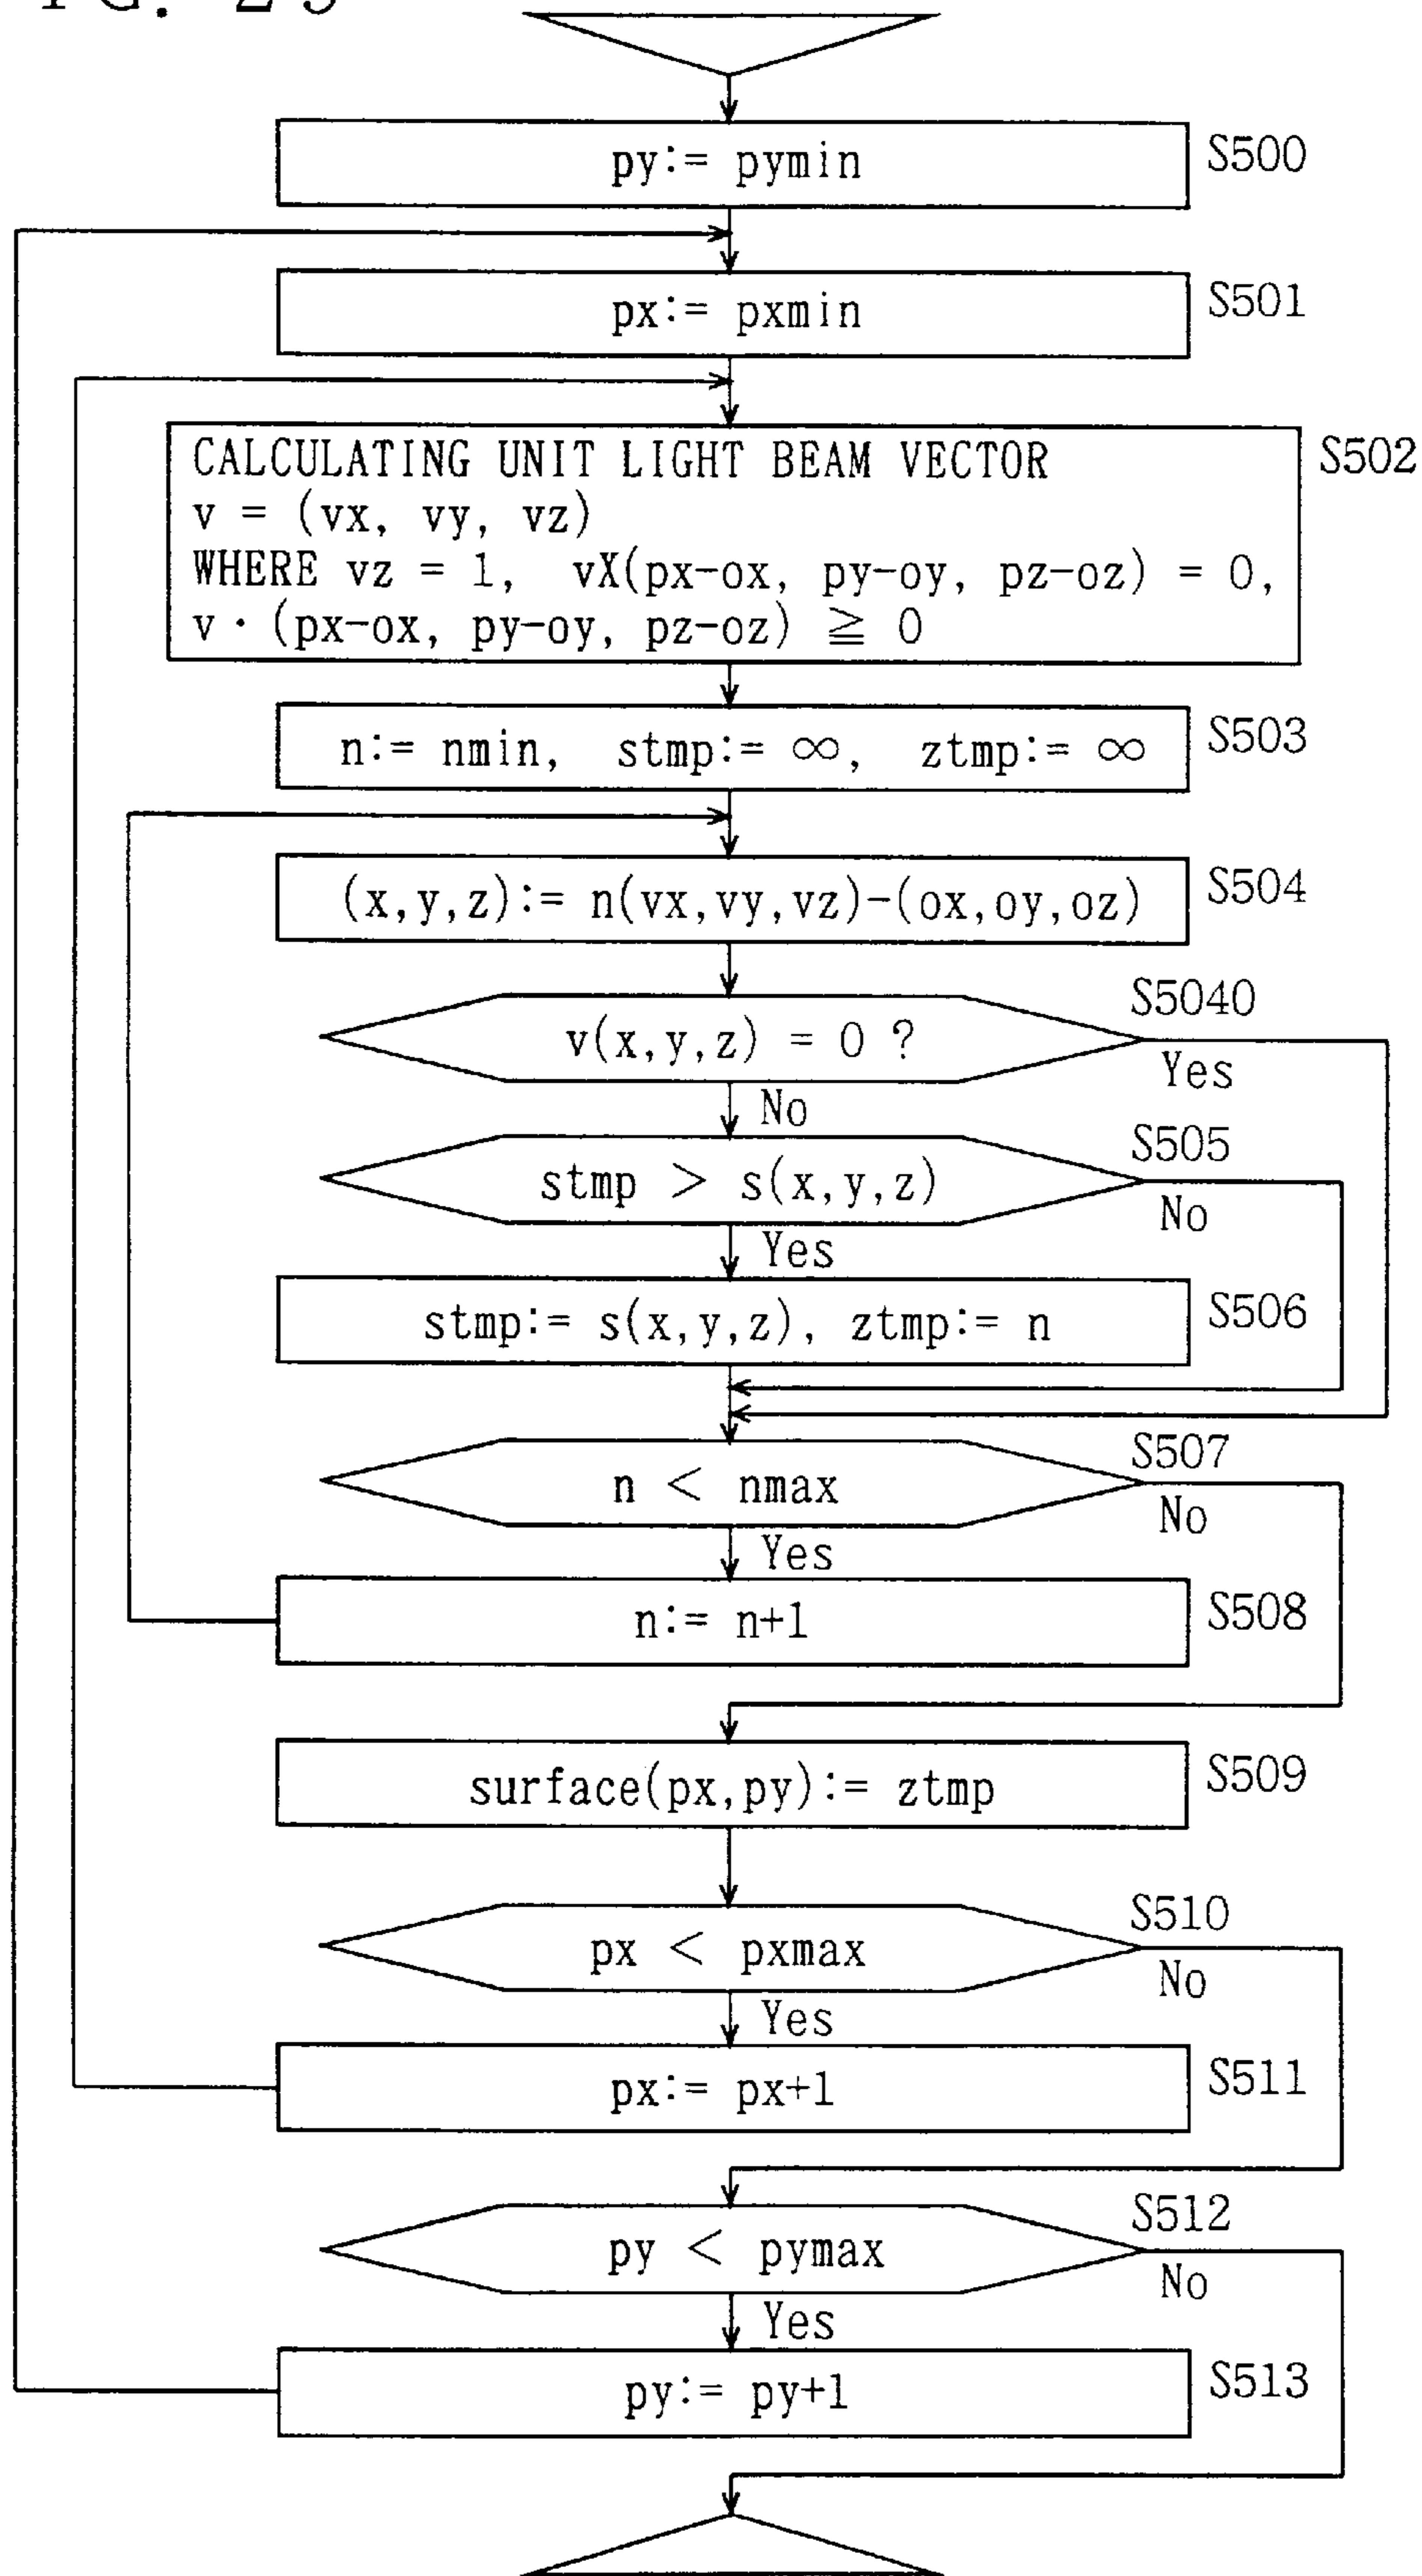 py:= pymin
S500
px:= pxmin
S501
CALCULATING UNIT LIGHT BEAM VECTOR
S502
v = (vx, vy, vz)
WHERE vz = 1, vX(px-ox, py-oy, pz-oz) = 0,
v・(px-ox, py-oy, pz-oz) ≧ 0
n:= nmin, stmp:= ∞, ztmp:= ∞
S503
(x,y,z):= n(vx,vy,vz)-(ox,oy,oz)
S504
v(x,y,z) = 0 ?
S5040
Yes
No
stmp > s(x,y,z)
S505
No
Yes
stmp:= s(x,y,z), ztmp:= n
S506
n < nmax
S507
No
Yes
n:= n+1
S508
surface(px,py):= ztmp
S509
px < pxmax
S510
No
Yes
px:= px+1
S511
py < pymax
S512
No
Yes
py:= py+1
S513